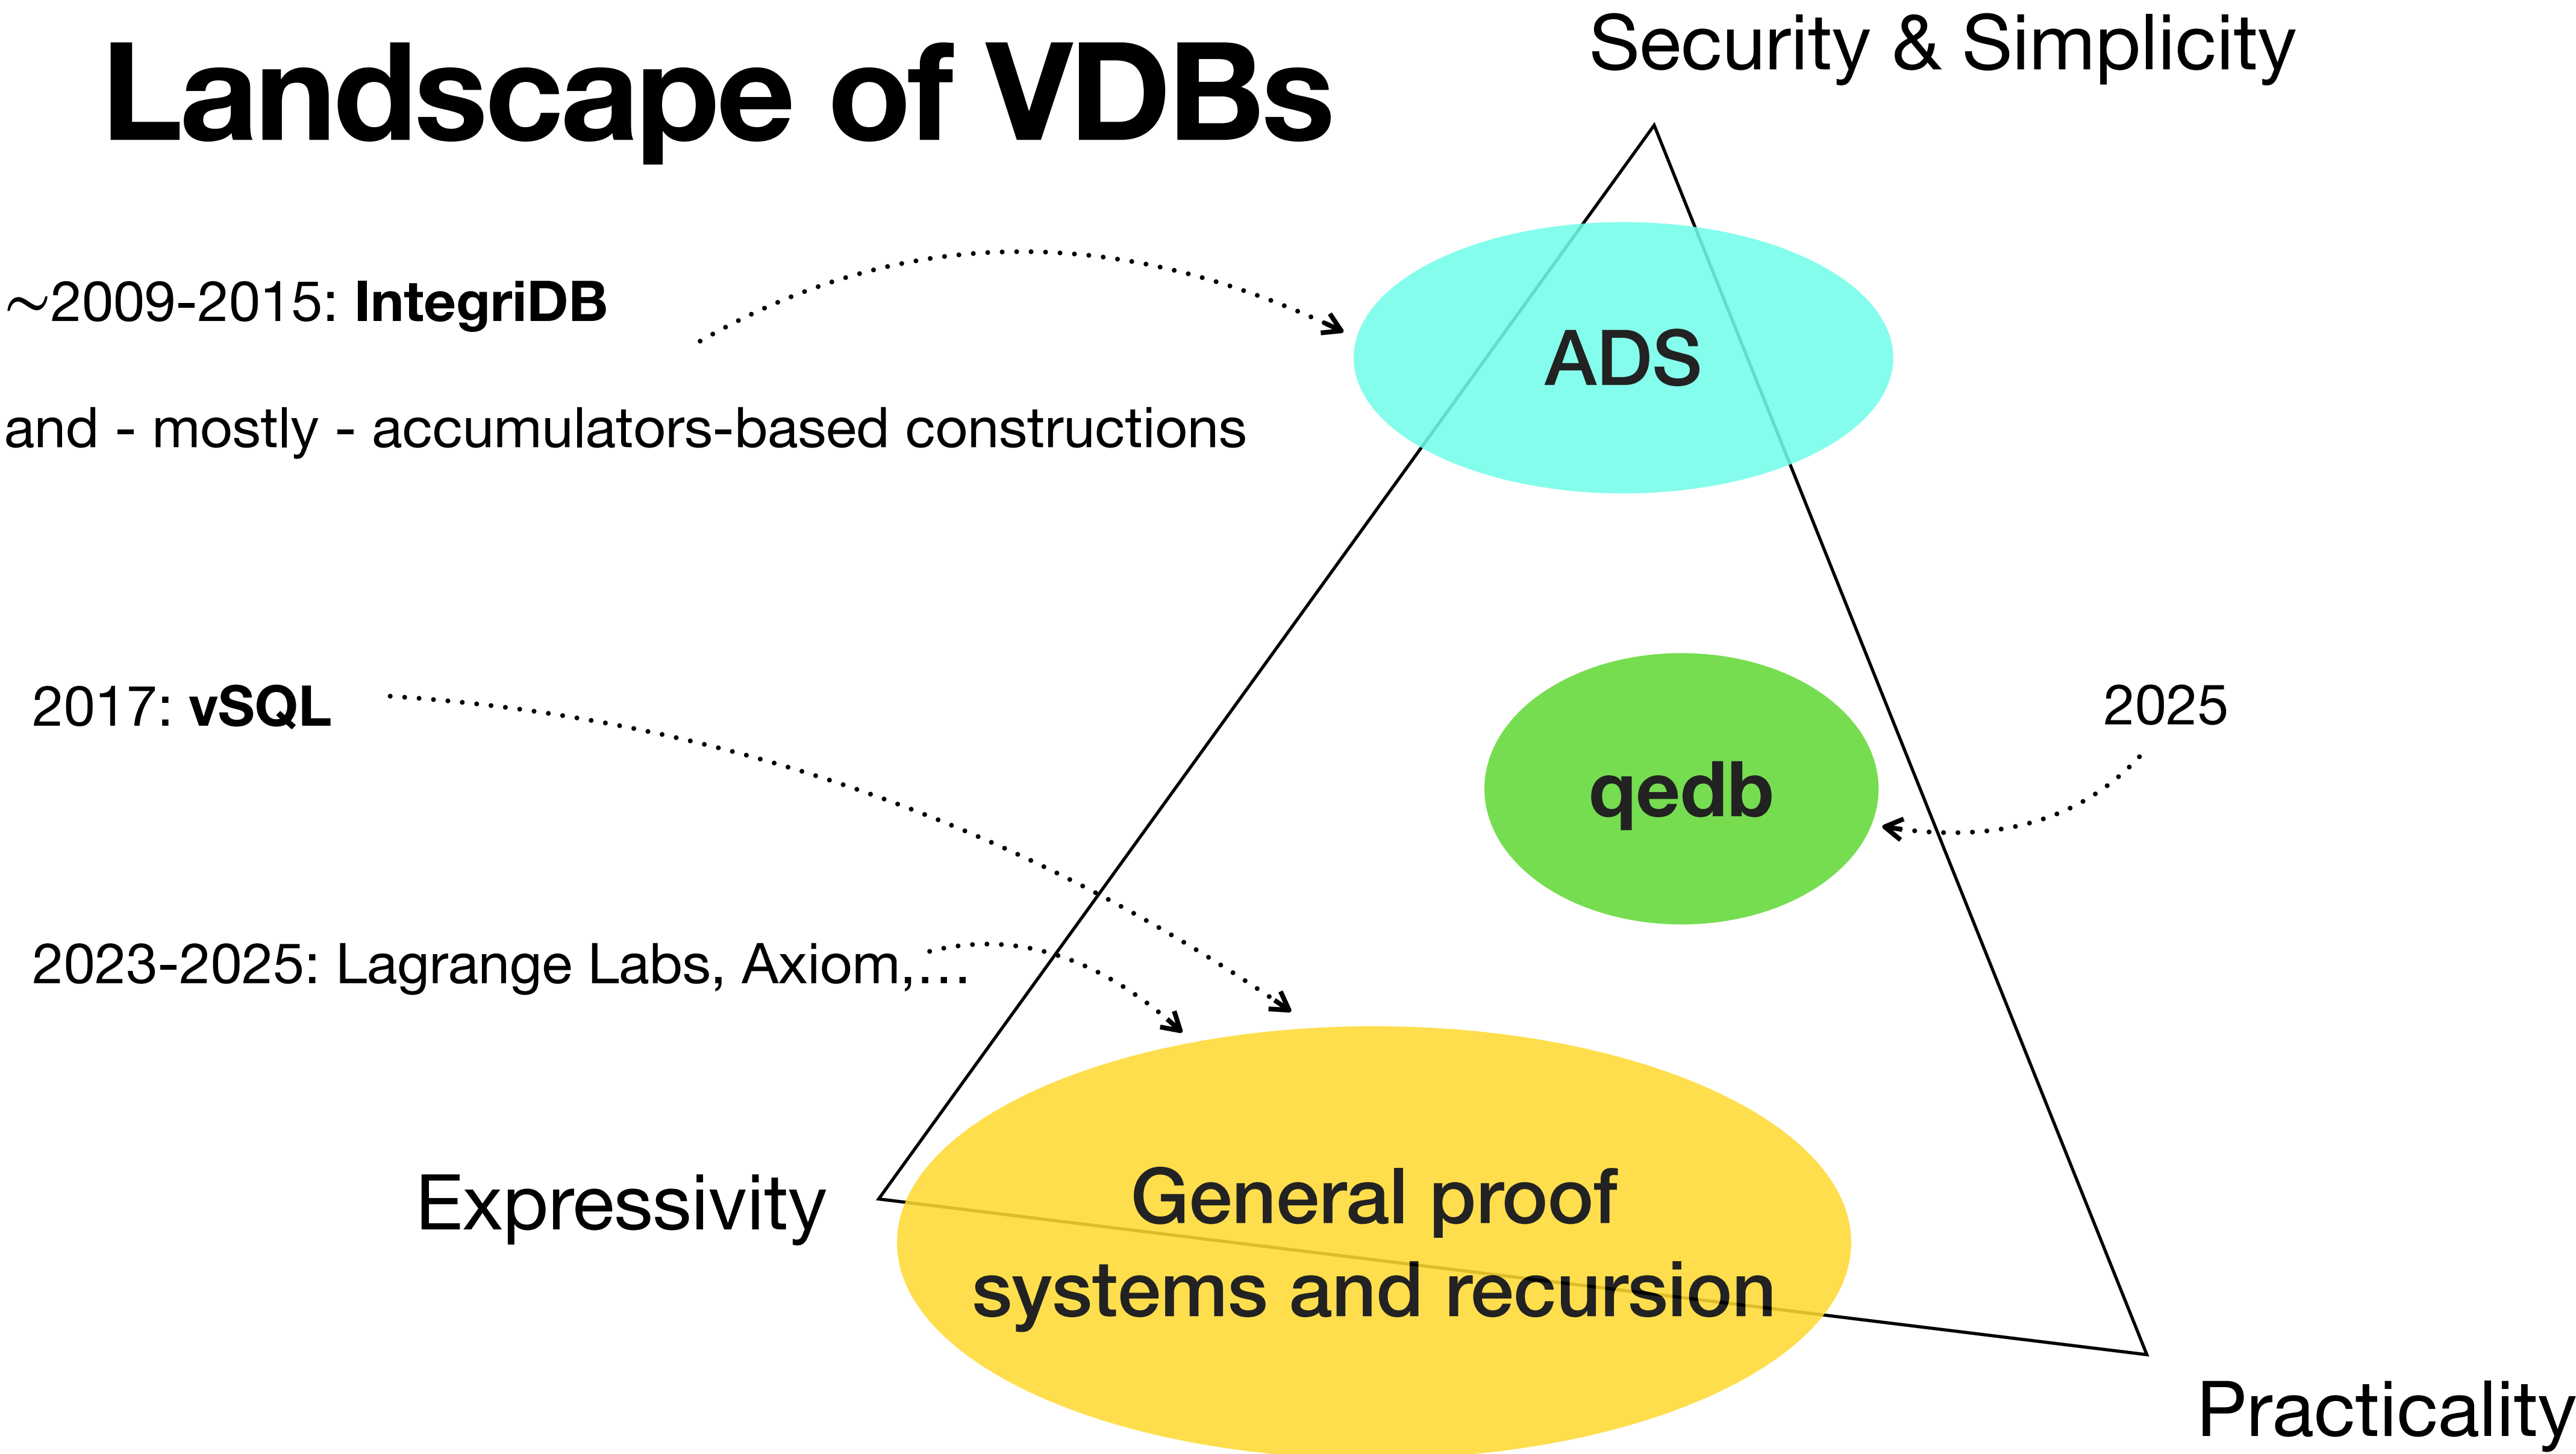 Landscape of VDBs
Security & Simplicity
~2009-2015: IntegriDB
ADS
and - mostly - accumulators-based constructions
2017: vSQL
2025
qedb
2023-2025: Lagrange Labs, Axiom,...
Expressivity
General proof
systems and recursion
Practicality